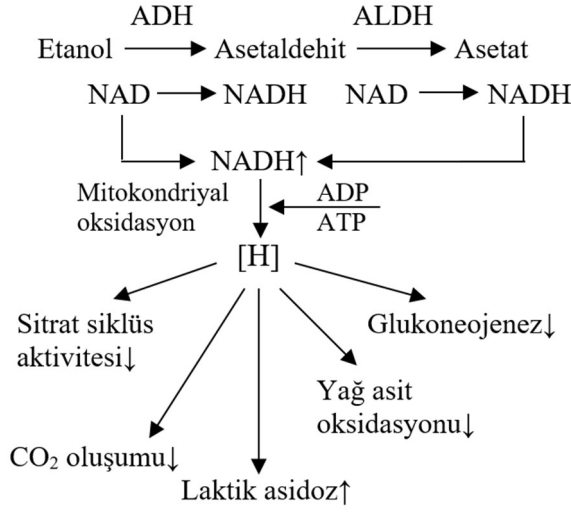 ADH ALDH
Etanol Asetaldehit Asetat
NAD NADH NAD NADH
NADH↑
Mitokondriyal
oksidasyon
ADP
ATP
[H]
Sitrat siklüs
aktivitesi↓
Glukoneojenez↓
Yağ asit
oksidasyonu↓
CO₂ oluşumu↓
Laktik asidoz↑